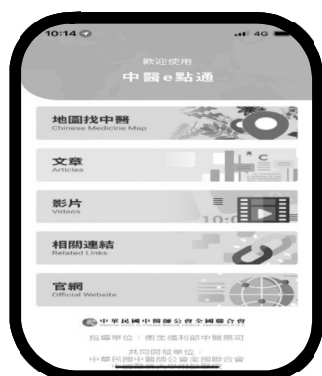 10:14
4G
歡迎使用
中醫e點通
地圖找中醫
Chinese Medicine Map
文章
Articles
影片
Videos
相關連結
Related Links
官網
Official Website
中華民國中醫師公會全國聯合會
指導單位：衛生福利部中醫藥司
共同開發單位：
中華民國中醫師公會全國聯合會